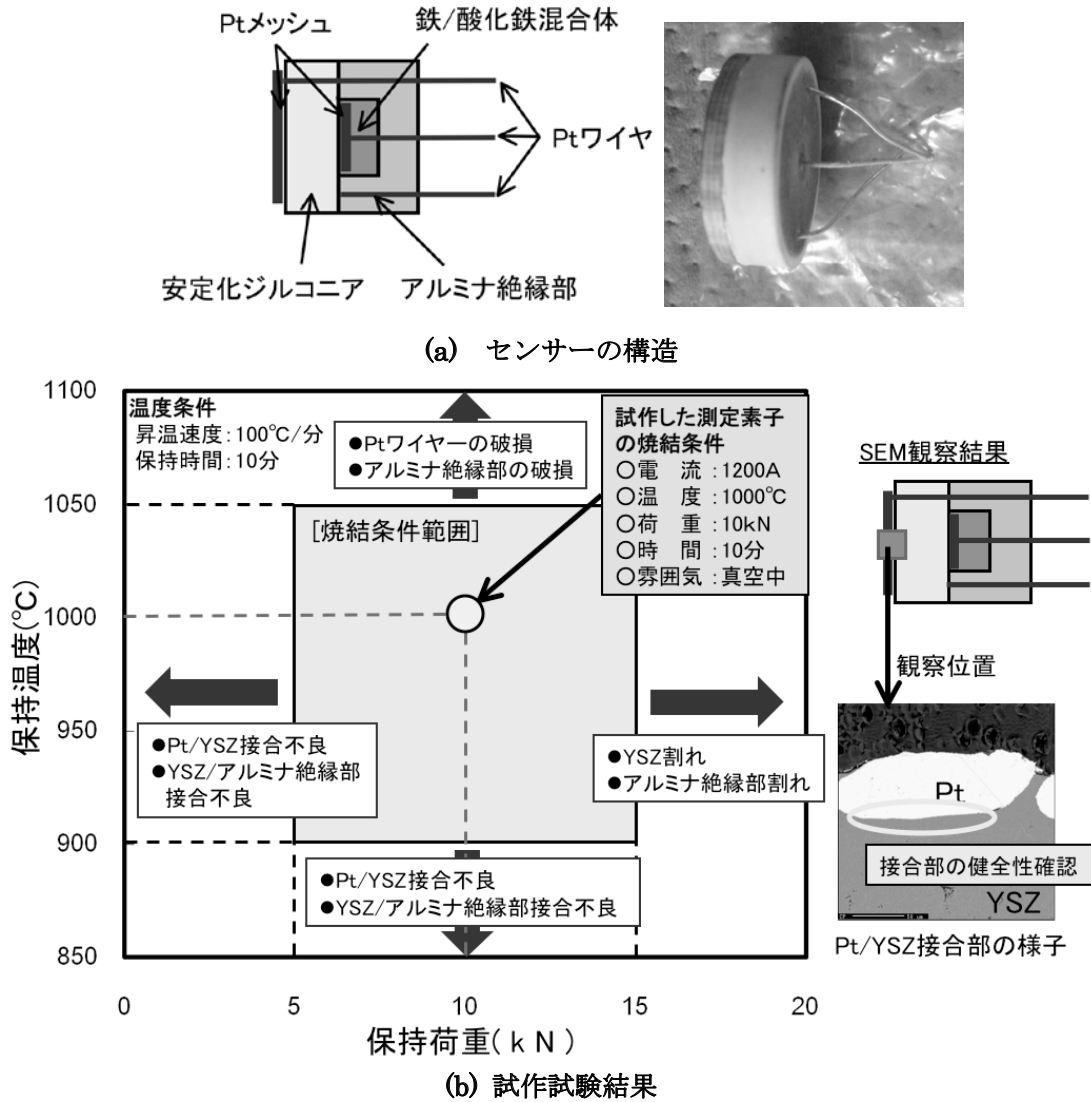 Ptメッシュ
鉄/酸化鉄混合体
Ptワイヤ
安定化ジルコニア
アルミナ絶縁部
(a) センサーの構造
1100
1050
1000
950
900
850
保持温度(℃)
温度条件
昇温速度:100℃/分
保持時間:10分
●Ptワイヤーの破損
●アルミナ絶縁部の破損
試作した測定素子
の焼結条件
○電 流:1200A
○温 度:1000℃
○荷 重:10kN
○時 間:10分
○雰囲気:真空中
[焼結条件範囲]
●Pt/YSZ接合不良
●YSZ/アルミナ絶縁部
接合不良
●YSZ割れ
●アルミナ絶縁部割れ
●Pt/YSZ接合不良
●YSZ/アルミナ絶縁部接合不良
0
5
10
15
20
保持荷重(kN)
SEM観察結果
観察位置
Pt
接合部の健全性確認
YSZ
Pt/YSZ接合部の様子
(b) 試作試験結果